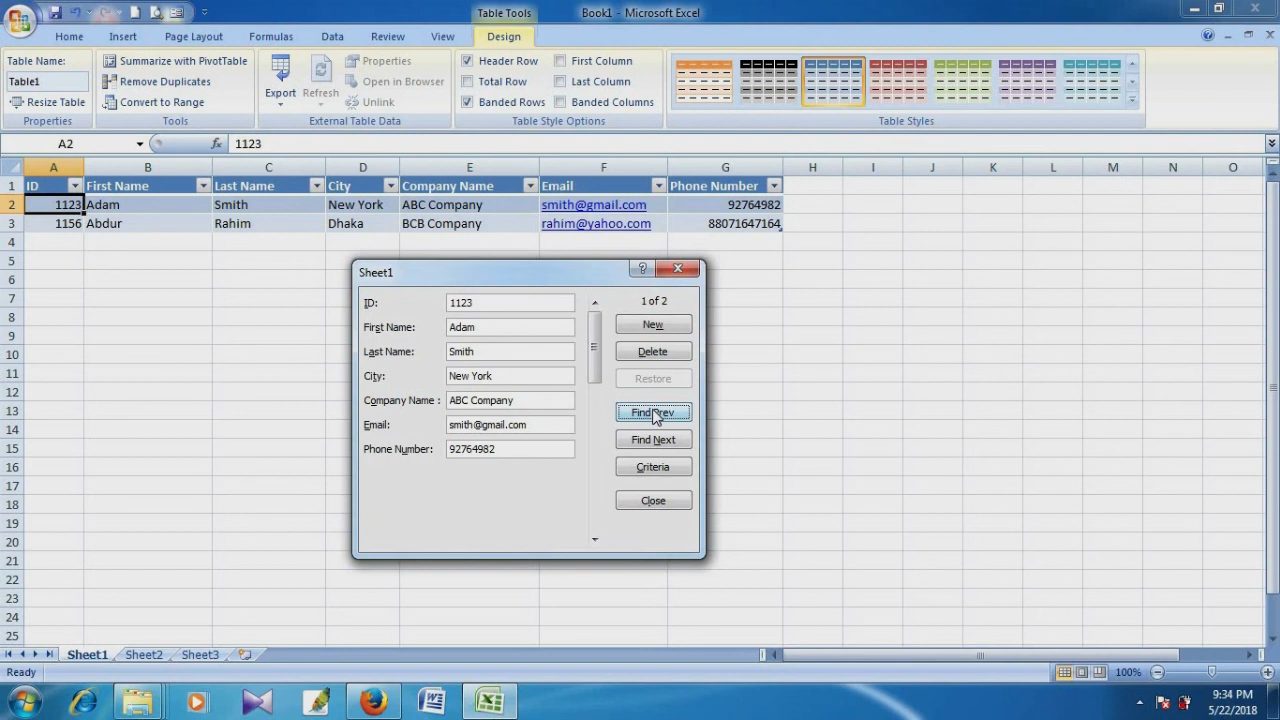 Table Tools
Book1 - Microsoft Excel
Home
Insert
Page Layout
Formulas
Data
Review
View
Design
Table Name:
Table1
Resize Table
Properties
Summarize with PivotTable
Remove Duplicates
Convert to Range
Tools
Export
Refresh
Properties
Open in Browser
Unlink
External Table Data
Header Row
Total Row
Banded Rows
First Column
Last Column
Banded Columns
Table Style Options
Table Styles
A2
fx
1123
A B C D E F G H I J K L M N O
1 ID First Name Last Name City Company Name Email Phone Number
2 1123 Adam Smith New York ABC Company smith@gmail.com 92764982
3 1156 Abdur Rahim Dhaka BCB Company rahim@yahoo.com 88071647164
4
5
6
7
8
9
10
11
12
13
14
15
16
17
18
19
20
21
22
23
24
25
Sheet1
ID: 1123
First Name: Adam
Last Name: Smith
City: New York
Company Name : ABC Company
Email: smith@gmail.com
Phone Number: 92764982
1 of 2
New
Delete
Restore
Find Prev
Find Next
Criteria
Close
Sheet1 Sheet2 Sheet3
Ready
100%
9:34 PM
5/22/2018